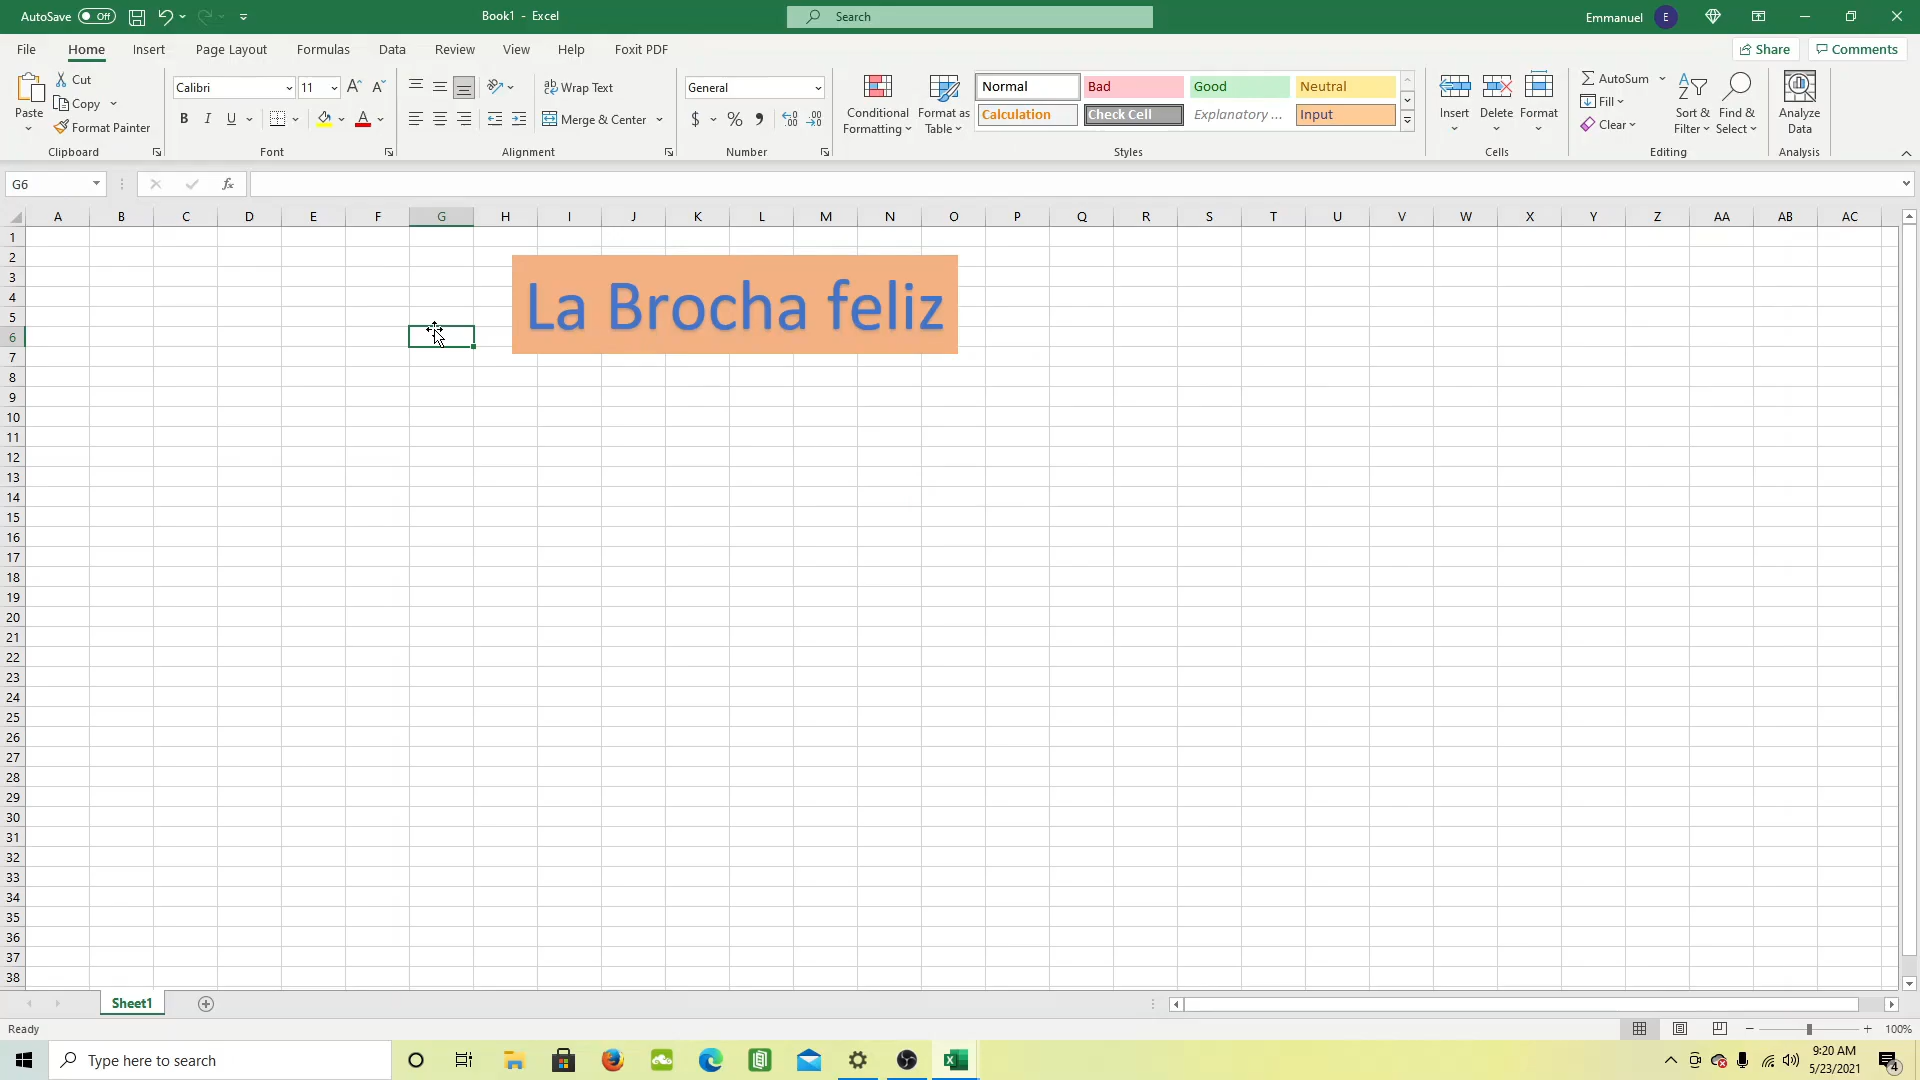 AutoSave Off Book1 - Excel Search Emmanuel E
File Home Insert Page Layout Formulas Data Review View Help Foxit PDF Share Comments
Paste Cut Copy Format Painter
Clipboard
Calibri 11 A A
B I U A
Font
ab Wrap Text
Merge & Center
Alignment
General
$ % 9 .00
Number
Conditional Formatting Format as Table
Normal Bad Good Neutral
Calculation Check Cell Explanatory ... Input
Styles
Insert Delete Format
Cells
AutoSum
Fill
Clear
Sort & Filter Find & Select
Editing
Analyze Data
Analysis
G6 fx
A B C D E F G H I J K L M N O P Q R S T U V W X Y Z AA AB AC
1
2
3
4
5
6
7
8
9
10
11
12
13
14
15
16
17
18
19
20
21
22
23
24
25
26
27
28
29
30
31
32
33
34
35
36
37
38
La Brocha feliz
Sheet1
Ready 100%
Type here to search
9:20 AM
5/23/2021
4